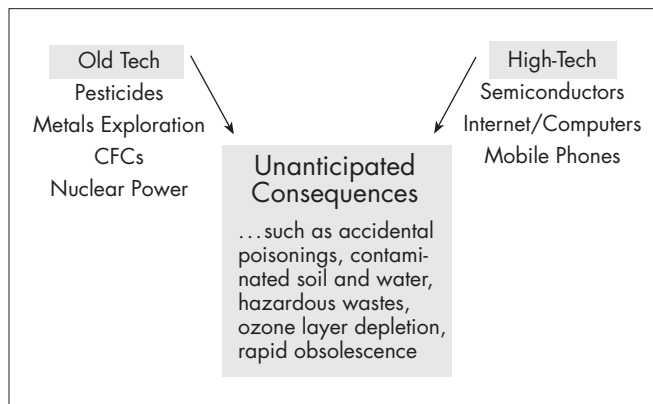 Old Tech
Pesticides
Metals Exploration
CFCs
Nuclear Power
High-Tech
Semiconductors
Internet/Computers
Mobile Phones
Unanticipated
Consequences
…such as accidental
poisonings, contami-
nated soil and water,
hazardous wastes,
ozone layer depletion,
rapid obsolescence